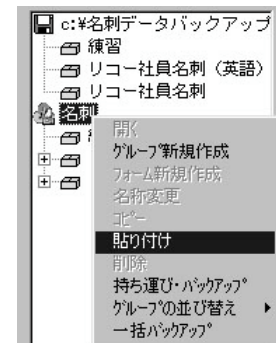 c:¥名刺データバックアップ
練習
リコー社員名刺（英語）
リコー社員名刺
名刺
開く
ｸﾞﾙｰﾌﾟ新規作成
ﾌｫｰﾑ新規作成
名称変更
ｺﾋﾟｰ
貼り付け
削除
持ち運び・ﾊﾞｯｸｱｯﾌﾟ
ｸﾞﾙｰﾌﾟの並び替え
一括ﾊﾞｯｸｱｯﾌﾟ